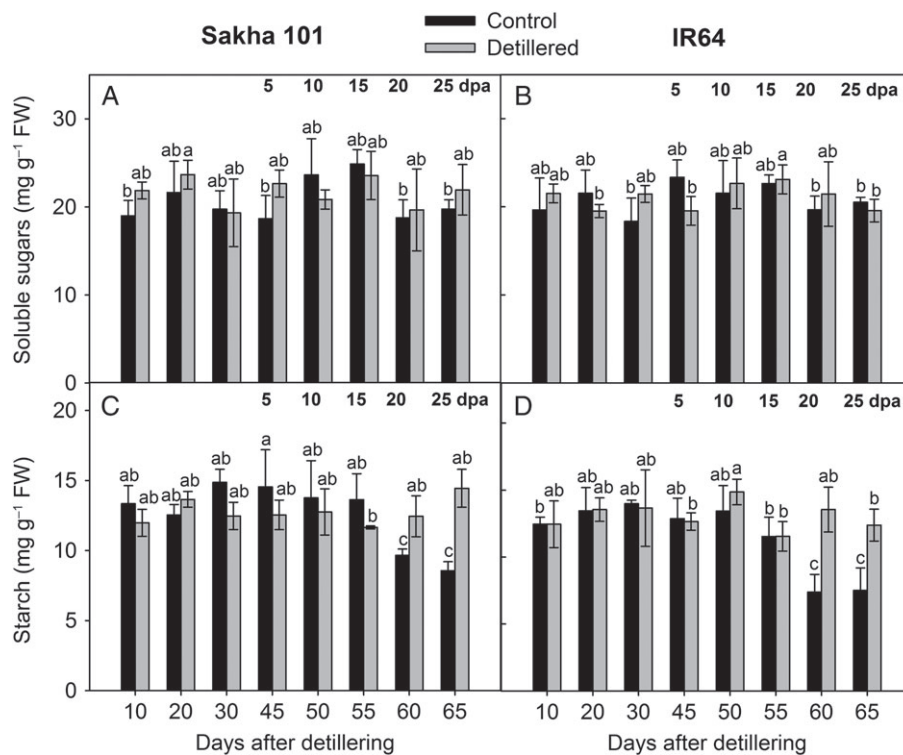 Sakha 101
Control
Detillered
IR64
A
5 10 15 20 25 dpa
B
5 10 15 20 25 dpa
Soluble sugars (mg g⁻¹ FW)
30
20
10
0
b ab ab a ab ab b ab ab ab ab ab b ab ab ab
ab ab ab b ab ab ab b ab ab ab a b ab b b
C
5 10 15 20 25 dpa
D
5 10 15 20 25 dpa
Starch (mg g⁻¹ FW)
20
15
10
5
0
ab ab ab ab ab ab a ab ab ab ab b c ab c ab
b ab ab ab ab ab ab b ab a b b c ab c b
10 20 30 45 50 55 60 65
10 20 30 45 50 55 60 65
Days after detillering
Days after detillering